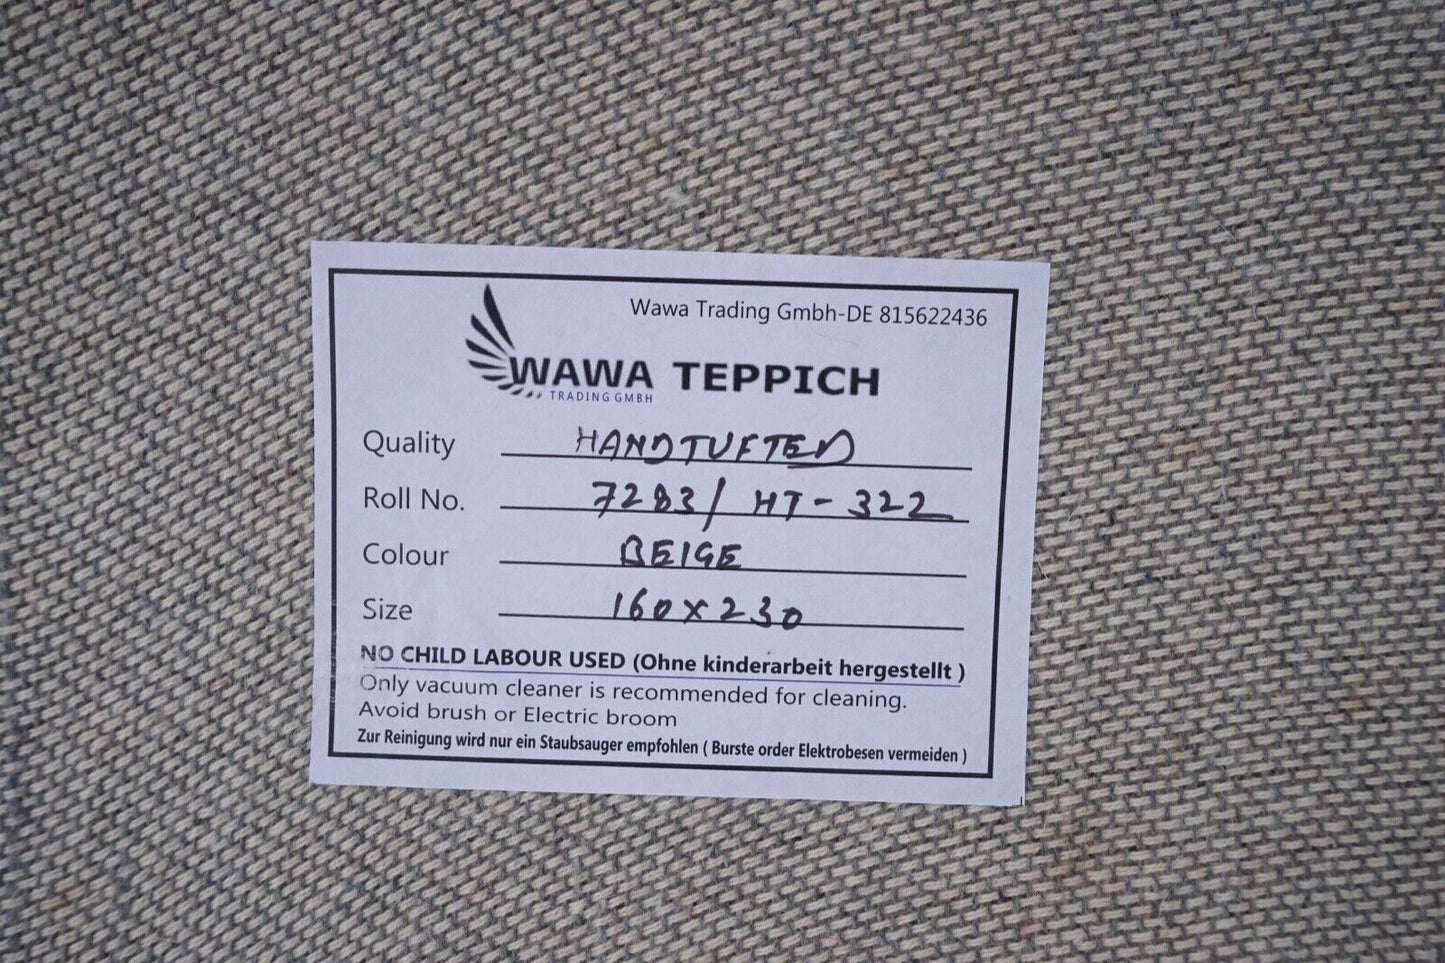 Wawa Trading Gmbh-DE 815622436
WAWA TEPPICH
TRADING GMBH
Quality HANDTUFTED
Roll No. 7283/ HT-322
Colour BEIGE
Size 160x230
NO CHILD LABOUR USED (Ohne kinderarbeit hergestellt )
Only vacuum cleaner is recommended for cleaning.
Avoid brush or Electric broom
Zur Reinigung wird nur ein Staubsauger empfohlen ( Burste order Elektrobesen vermeiden )